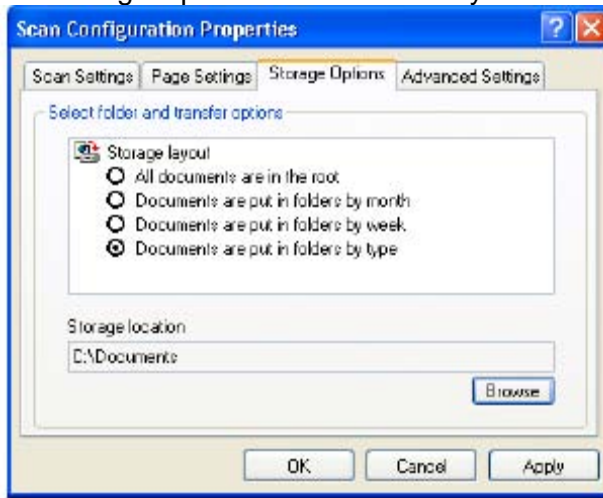 Scan Configuration Properties
Scan Settings Page Settings Storage Options Advanced Settings
Select folder and transfer options
Storage layout
All documents are in the root
Documents are put in folders by month
Documents are put in folders by week
Documents are put in folders by type
Storage location
C:\Documents
Browse
OK Cancel Apply